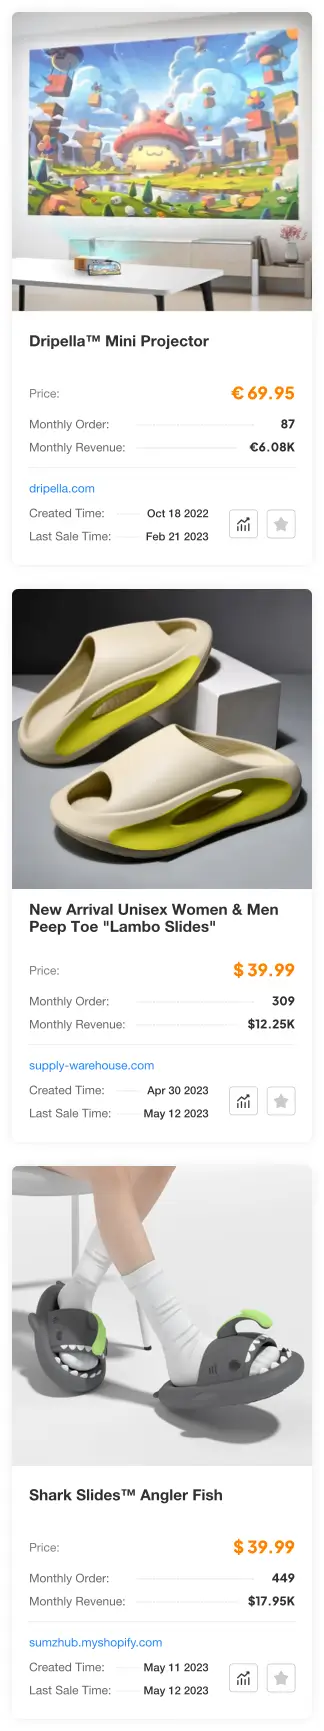 Dripella™ Mini Projector
Price: € 69.95
Monthly Order: 87
Monthly Revenue: €6.08K
dripella.com
Created Time: Oct 18 2022
Last Sale Time: Feb 21 2023
New Arrival Unisex Women & Men
Peep Toe "Lambo Slides"
Price: $ 39.99
Monthly Order: 309
Monthly Revenue: $12.25K
supply-warehouse.com
Created Time: Apr 30 2023
Last Sale Time: May 12 2023
Shark Slides™ Angler Fish
Price: $ 39.99
Monthly Order: 449
Monthly Revenue: $17.95K
sumzhub.myshopify.com
Created Time: May 11 2023
Last Sale Time: May 12 2023